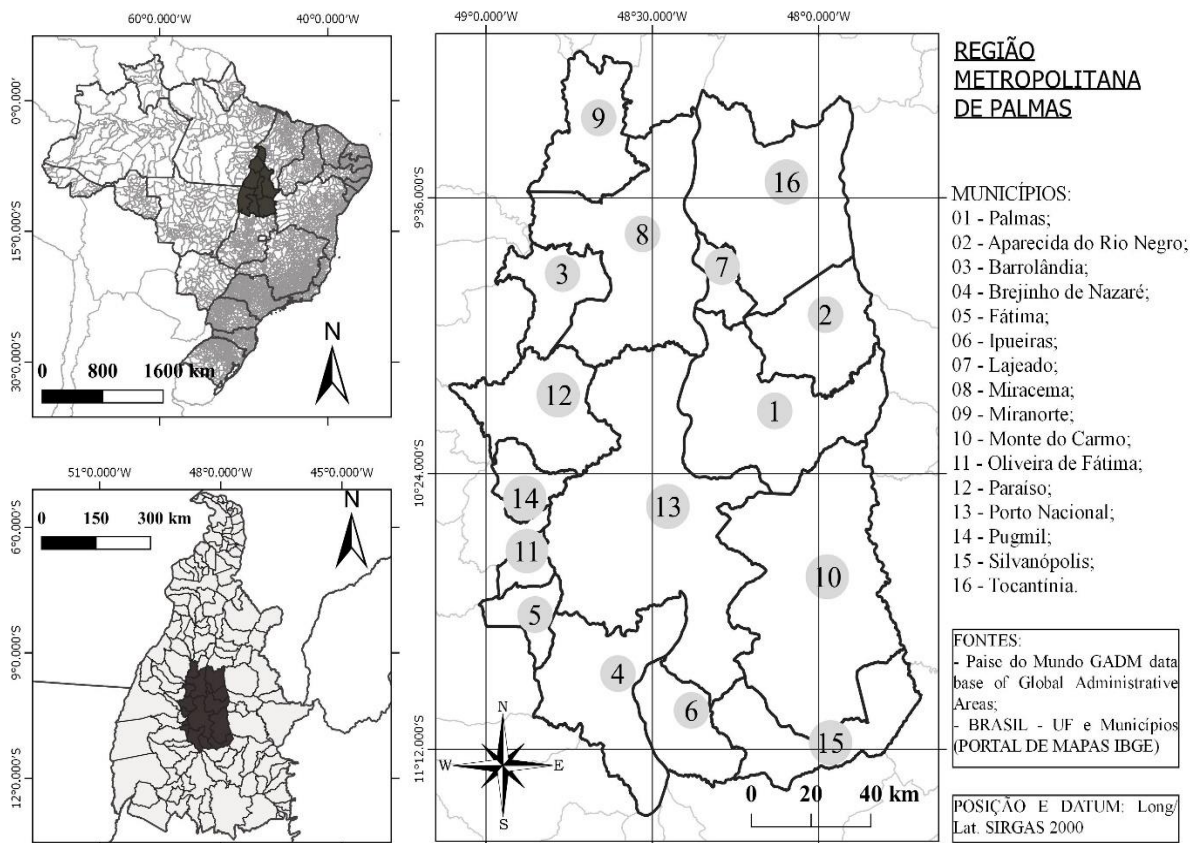 60°0.000'W
40°0.000'W
0°0.000'
15°0.000'S
30°0.000'S
N
0 800 1600 km
51°0.000'W
48°0.000'W
45°0.000'W
6°0.000'S
9°0.000'S
12°0.000'S
0 150 300 km
N
49°0.000'W
48°30.000'W
48°0.000'W
9°36.000'S
10°24.000'S
11°12.000'S
9
16
8
7
3
2
12
1
14
13
11
10
5
4
6
15
N
W
E
S
0 20 40 km
REGIÃO
METROPOLITANA
DE PALMAS
MUNICÍPIOS:
01 - Palmas;
02 - Aparecida do Rio Negro;
03 - Barrolândia;
04 - Brejinho de Nazaré;
05 - Fátima;
06 - Ipueiras;
07 - Lajeado;
08 - Miracema;
09 - Miranorte;
10 - Monte do Carmo;
11 - Oliveira de Fátima;
12 - Paraíso;
13 - Porto Nacional;
14 - Pugmil;
15 - Silvanópolis;
16 - Tocantínia.
FONTES:
- Paise do Mundo GADM data
base of Global Administrative
Areas;
- BRASIL - UF e Municípios
(PORTAL DE MAPAS IBGE)
POSIÇÃO E DATUM: Long/
Lat. SIRGAS 2000